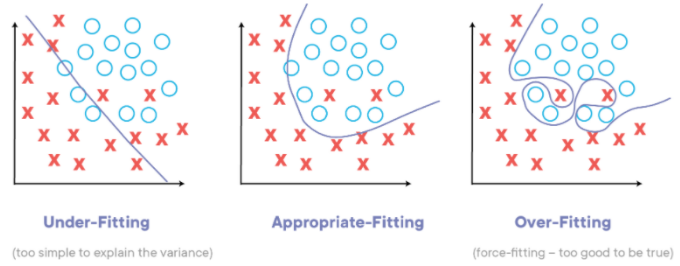 Under-Fitting
(too simple to explain the variance)
Appropriate-Fitting
Over-Fitting
(force-fitting – too good to be true)